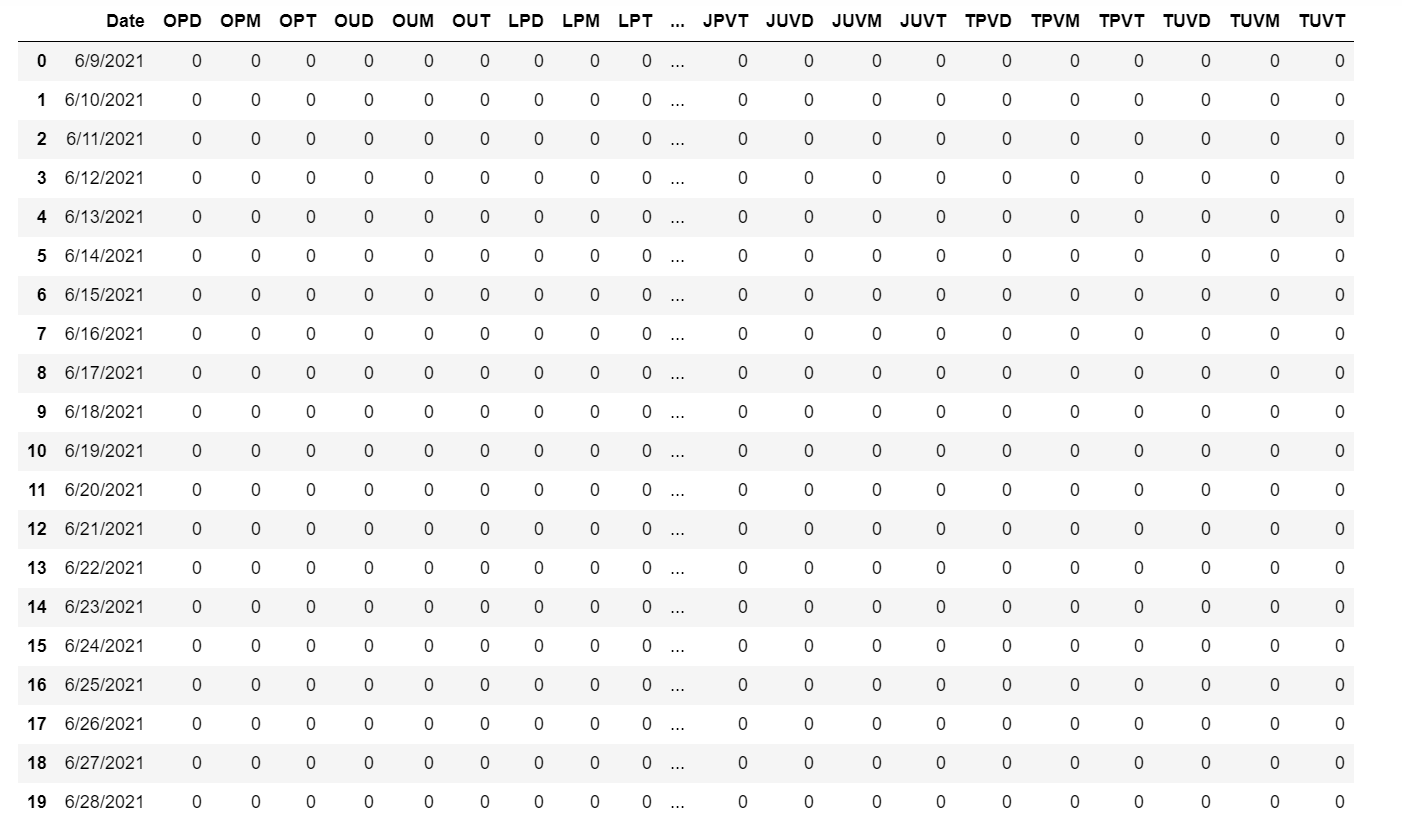 Date OPD OPM OPT OUD OUM OUT LPD LPM LPT ... JPVT JUVD JUVM JUVT TPVD TPVM TPVT TUVD TUVM TUVT
0 6/9/2021 0 0 0 0 0 0 0 0 0 ... 0 0 0 0 0 0 0 0 0 0
1 6/10/2021 0 0 0 0 0 0 0 0 0 ... 0 0 0 0 0 0 0 0 0 0
2 6/11/2021 0 0 0 0 0 0 0 0 0 ... 0 0 0 0 0 0 0 0 0 0
3 6/12/2021 0 0 0 0 0 0 0 0 0 ... 0 0 0 0 0 0 0 0 0 0
4 6/13/2021 0 0 0 0 0 0 0 0 0 ... 0 0 0 0 0 0 0 0 0 0
5 6/14/2021 0 0 0 0 0 0 0 0 0 ... 0 0 0 0 0 0 0 0 0 0
6 6/15/2021 0 0 0 0 0 0 0 0 0 ... 0 0 0 0 0 0 0 0 0 0
7 6/16/2021 0 0 0 0 0 0 0 0 0 ... 0 0 0 0 0 0 0 0 0 0
8 6/17/2021 0 0 0 0 0 0 0 0 0 ... 0 0 0 0 0 0 0 0 0 0
9 6/18/2021 0 0 0 0 0 0 0 0 0 ... 0 0 0 0 0 0 0 0 0 0
10 6/19/2021 0 0 0 0 0 0 0 0 0 ... 0 0 0 0 0 0 0 0 0 0
11 6/20/2021 0 0 0 0 0 0 0 0 0 ... 0 0 0 0 0 0 0 0 0 0
12 6/21/2021 0 0 0 0 0 0 0 0 0 ... 0 0 0 0 0 0 0 0 0 0
13 6/22/2021 0 0 0 0 0 0 0 0 0 ... 0 0 0 0 0 0 0 0 0 0
14 6/23/2021 0 0 0 0 0 0 0 0 0 ... 0 0 0 0 0 0 0 0 0 0
15 6/24/2021 0 0 0 0 0 0 0 0 0 ... 0 0 0 0 0 0 0 0 0 0
16 6/25/2021 0 0 0 0 0 0 0 0 0 ... 0 0 0 0 0 0 0 0 0 0
17 6/26/2021 0 0 0 0 0 0 0 0 0 ... 0 0 0 0 0 0 0 0 0 0
18 6/27/2021 0 0 0 0 0 0 0 0 0 ... 0 0 0 0 0 0 0 0 0 0
19 6/28/2021 0 0 0 0 0 0 0 0 0 ... 0 0 0 0 0 0 0 0 0 0